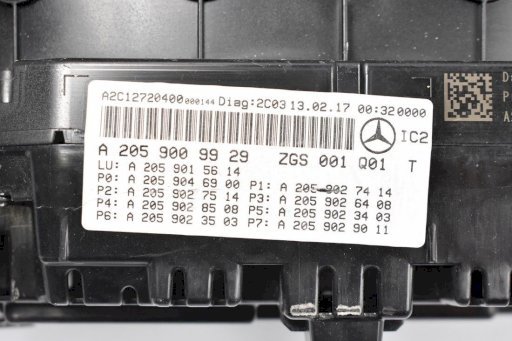 A2C12720400000144 Diag:2C03 13.02.17 00:320000
IC2
A 205 900 99 29 ZGS 001 Q01 T
LU: A 205 901 56 14
P0: A 205 904 69 00 P1: A 205 902 74 14
P2: A 205 902 75 14 P3: A 205 902 64 08
P4: A 205 902 85 08 P5: A 205 902 34 03
P6: A 205 902 35 03 P7: A 205 902 90 11